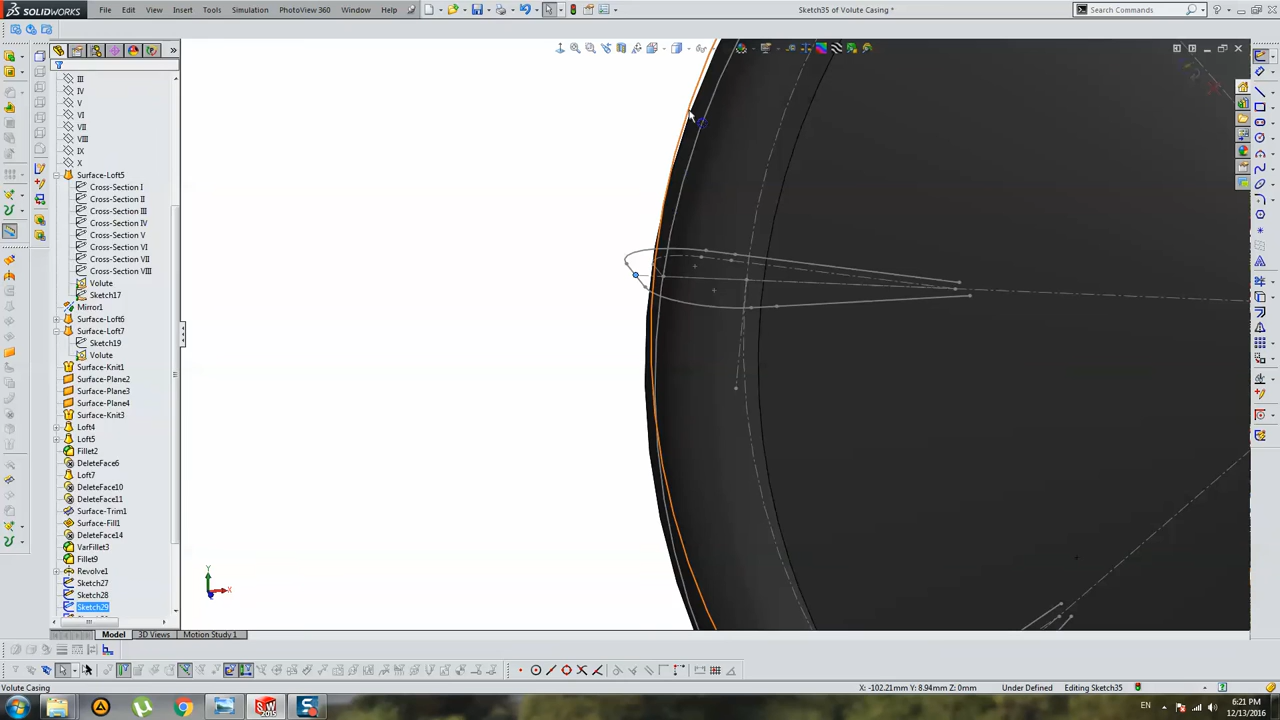 SOLIDWORKS
File Edit View Insert Tools Simulation PhotoView 360 Window Help
Sketch35 of Volute Casing *
Search Commands
III
IV
V
VI
VII
VIII
IX
X
Surface-Loft5
Cross-Section I
Cross-Section II
Cross-Section III
Cross-Section IV
Cross-Section V
Cross-Section VI
Cross-Section VII
Cross-Section VIII
Volute
Sketch17
Mirror1
Surface-Loft6
Surface-Loft7
Sketch19
Volute
Surface-Knit1
Surface-Plane2
Surface-Plane3
Surface-Plane4
Surface-Knit3
Loft4
Loft5
Fillet2
DeleteFace6
Loft7
DeleteFace10
DeleteFace11
Surface-Trim1
Surface-Fill1
DeleteFace14
VarFillet3
Fillet9
Revolve1
Sketch27
Sketch28
Sketch29
Y
X
Model 3D Views Motion Study 1
Volute Casing
X: -102.21mm Y: 8.94mm Z: 0mm Under Defined Editing Sketch35
EN 6:21 PM
12/13/2016